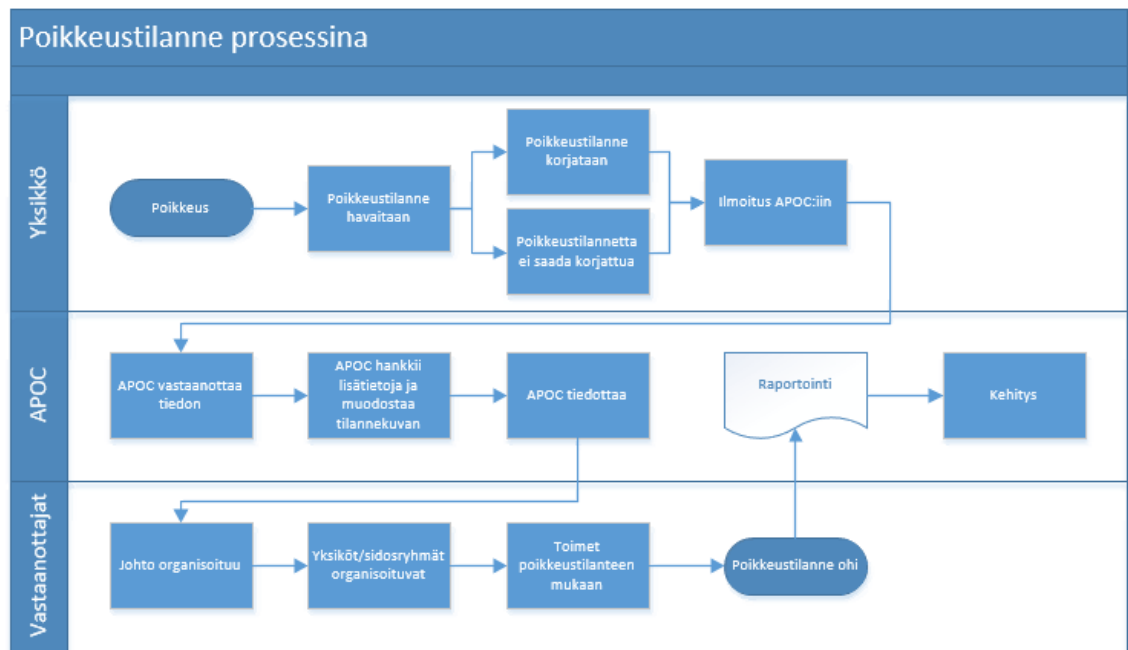 Poikkeustilanne prosessina
Yksikkö
Poikkeus
Poikkeustilanne
havaitaan
Poikkeustilanne
korjataan
Poikkeustilannetta
ei saada korjattua
Ilmoitus APOC:iin
APOC
APOC vastaanottaa
tiedon
APOC hankkii
lisätietoja ja
muodostaa
tilannekuvan
APOC tiedottaa
Raportointi
Kehitys
Vastaanottajat
Johto organisoituu
Yksiköt/sidosryhmät
organisoituvat
Toimet
poikkeustilanteen
mukaan
Poikkeustilanne ohi